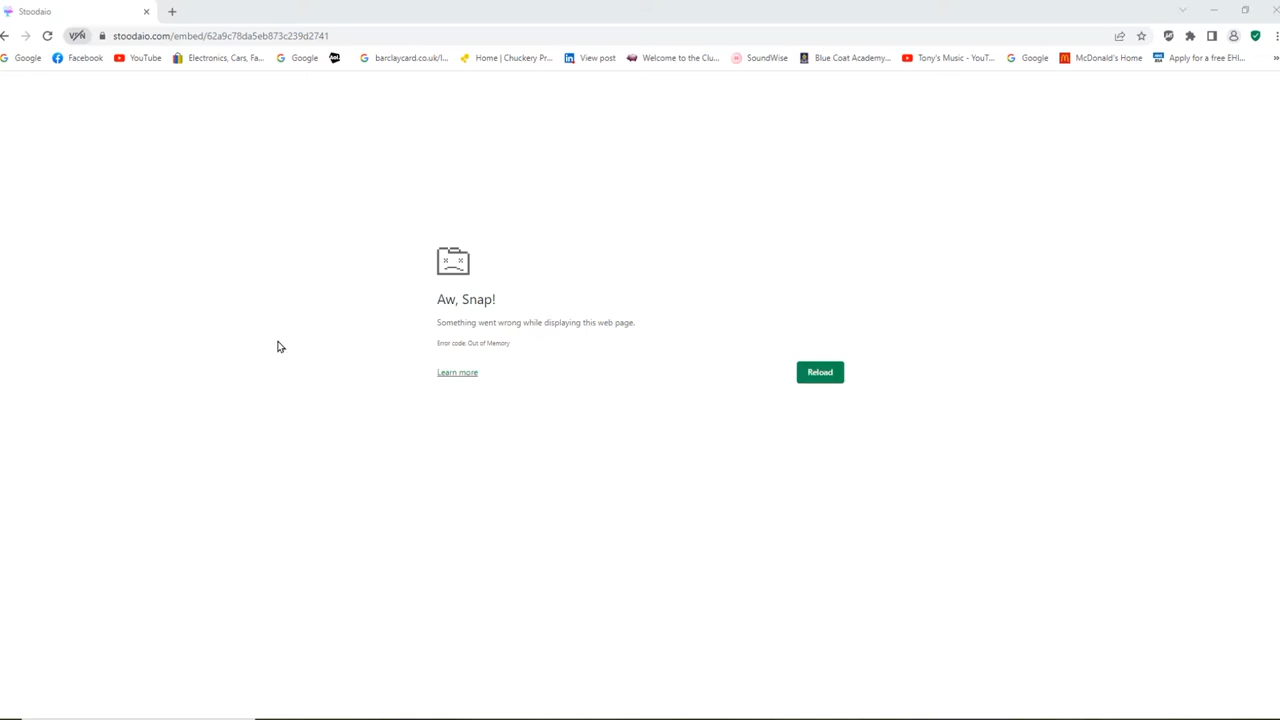 Stoodaio
VPN
stoodaio.com/embed/62a9c78da5eb873c239d2741
Google Facebook YouTube Electronics, Cars, Fa... Google Aol. barclaycard.co.uk/l... Home | Chuckery Pr... View post Welcome to the Clu... SoundWise Blue Coat Academy... Tony's Music - YouT... Google McDonald's Home Apply for a free EHI... »
Aw, Snap!
Something went wrong while displaying this web page.
Error code: Out of Memory
Learn more
Reload